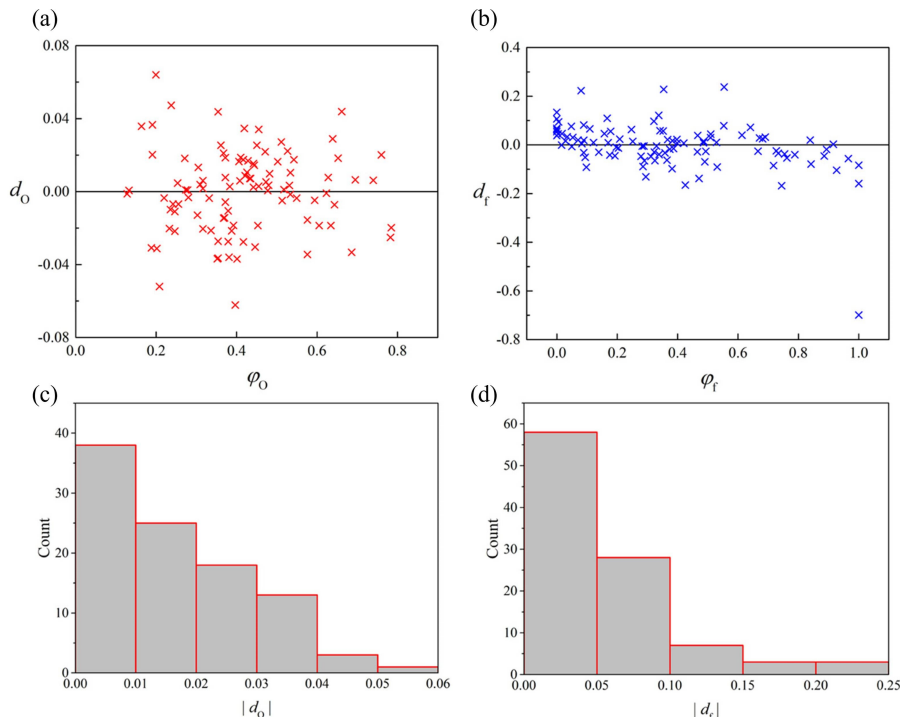 (a)
0.08
0.04
0.00
-0.04
-0.08
d_O
0.0 0.2 0.4 0.6 0.8
φ_O
(b)
0.4
0.2
0.0
-0.2
-0.4
-0.6
-0.8
d_f
0.0 0.2 0.4 0.6 0.8 1.0
φ_f
(c)
40
30
20
10
0
Count
0.00 0.01 0.02 0.03 0.04 0.05 0.06
| d_O |
(d)
60
50
40
30
20
10
0
Count
0.00 0.05 0.10 0.15 0.20 0.25
| d_f |